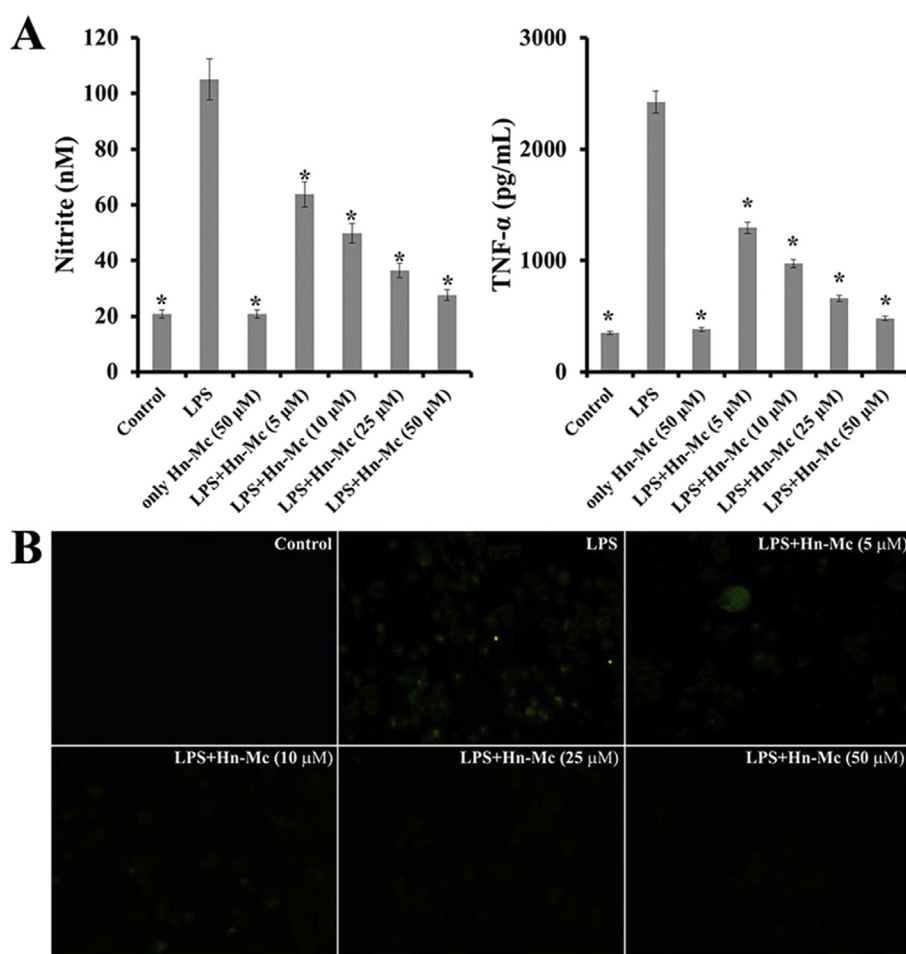 A
Nitrite (nM)
120
100
80
60
40
20
0
*
*
*
*
*
*
Control
LPS
only Hn-Mc (50 μM)
LPS+Hn-Mc (5 μM)
LPS+Hn-Mc (10 μM)
LPS+Hn-Mc (25 μM)
LPS+Hn-Mc (50 μM)
TNF-α (pg/mL)
3000
2000
1000
0
*
*
*
*
*
*
Control
LPS
only Hn-Mc (50 μM)
LPS+Hn-Mc (5 μM)
LPS+Hn-Mc (10 μM)
LPS+Hn-Mc (25 μM)
LPS+Hn-Mc (50 μM)
B
Control
LPS
LPS+Hn-Mc (5 μM)
LPS+Hn-Mc (10 μM)
LPS+Hn-Mc (25 μM)
LPS+Hn-Mc (50 μM)